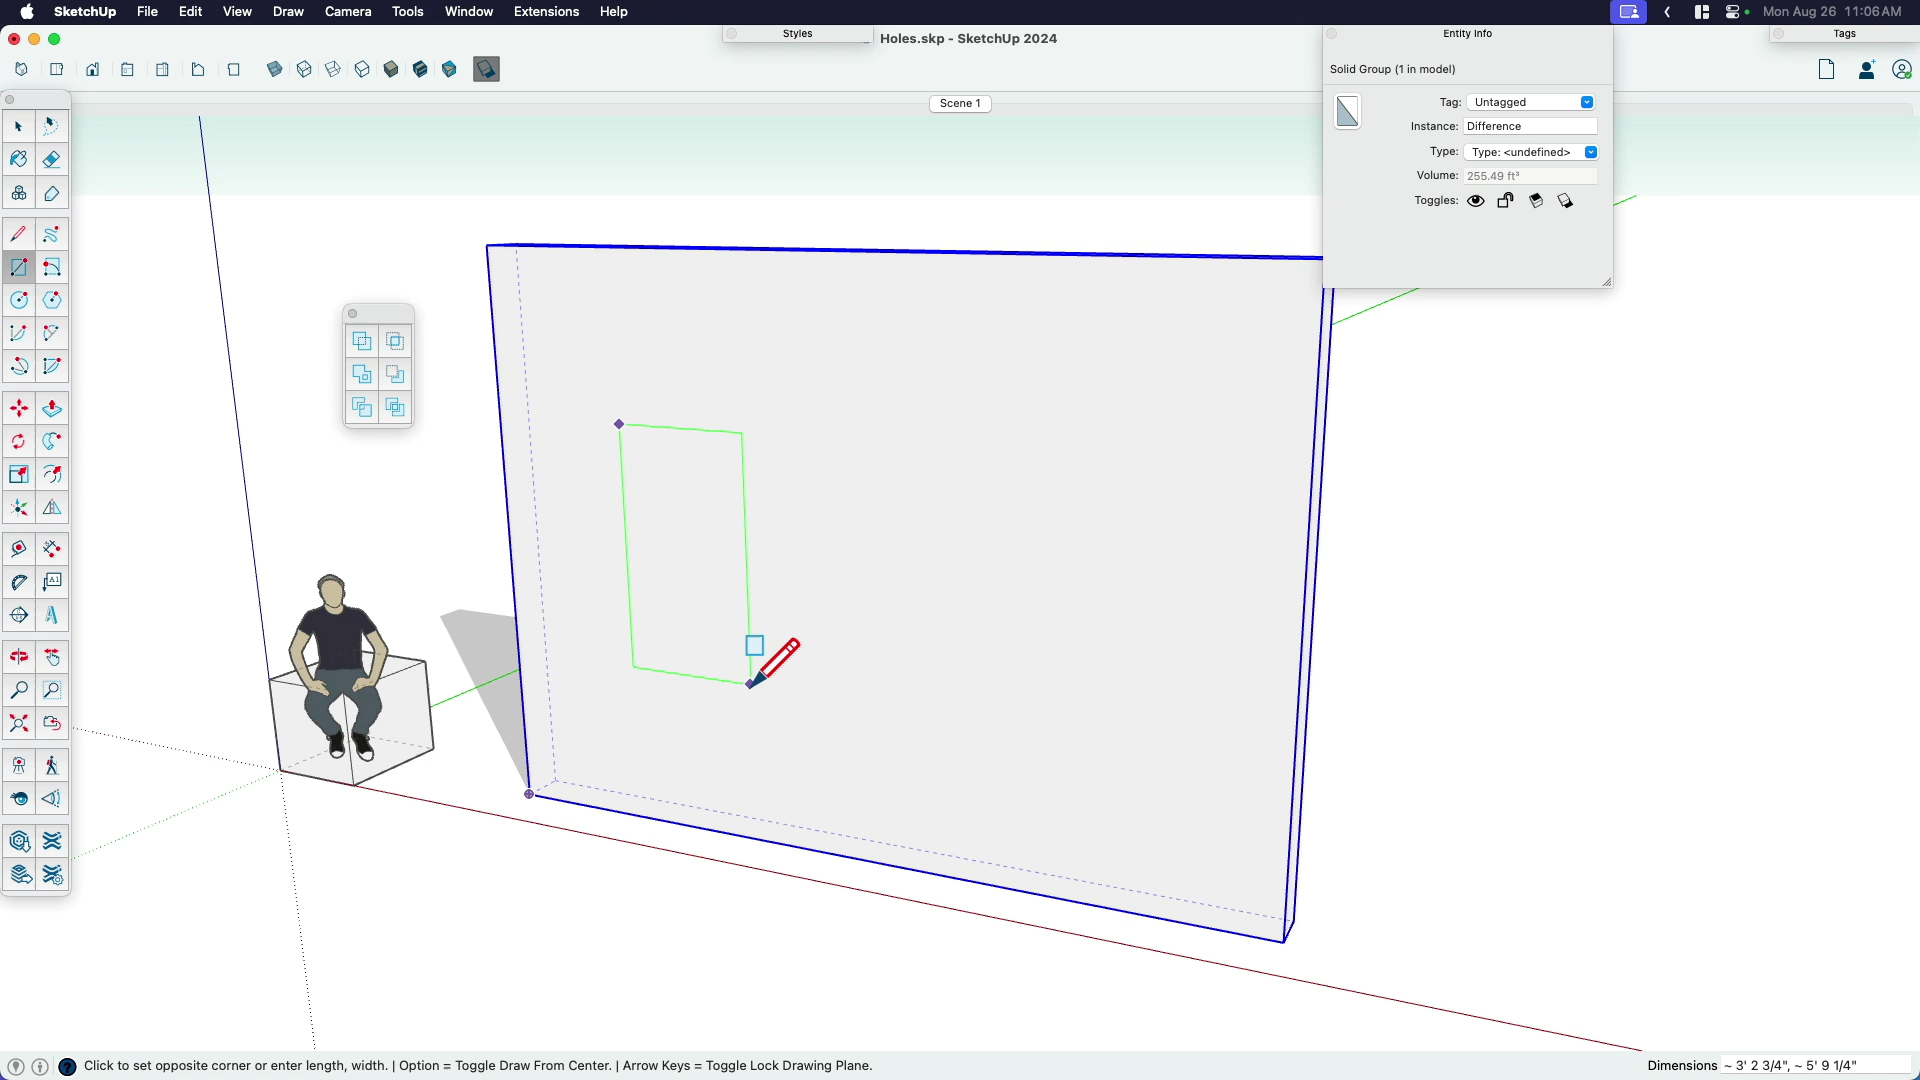 SketchUp File Edit View Draw Camera Tools Window Extensions Help Mon Aug 26 11:06AM
Styles
Holes.skp - SketchUp 2024
Entity Info
Tags
Solid Group (1 in model)
Scene 1
Tag: Untagged
Instance: Difference
Type: Type: <undefined>
Volume: 255.49 ft³
Toggles:
A1
Click to set opposite corner or enter length, width. | Option = Toggle Draw From Center. | Arrow Keys = Toggle Lock Drawing Plane.
Dimensions ~ 3' 2 3/4", ~ 5' 9 1/4"